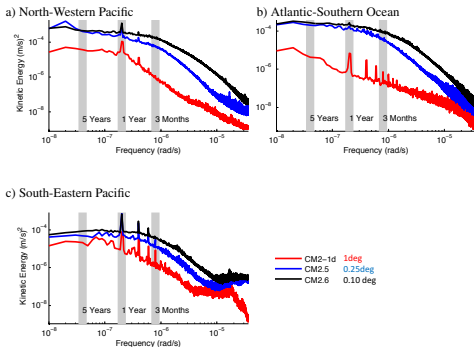 a) North-Western Pacific
Kinetic Energy (m/s)²
10⁻⁴
10⁻⁶
10⁻⁸
5 Years
1 Year
3 Months
10⁻⁸
10⁻⁷
10⁻⁶
10⁻⁵
Frequency (rad/s)
b) Atlantic-Southern Ocean
10⁻⁴
10⁻⁶
10⁻⁸
5 Years
1 Year
3 Months
10⁻⁸
10⁻⁷
10⁻⁶
10⁻⁵
Frequency (rad/s)
c) South-Eastern Pacific
Kinetic Energy (m/s)²
10⁻⁴
10⁻⁶
10⁻⁸
5 Years
1 Year
3 Months
10⁻⁸
10⁻⁷
10⁻⁶
10⁻⁵
Frequency (rad/s)
CM2-1d 1deg
CM2.5 0.25deg
CM2.6 0.10 deg